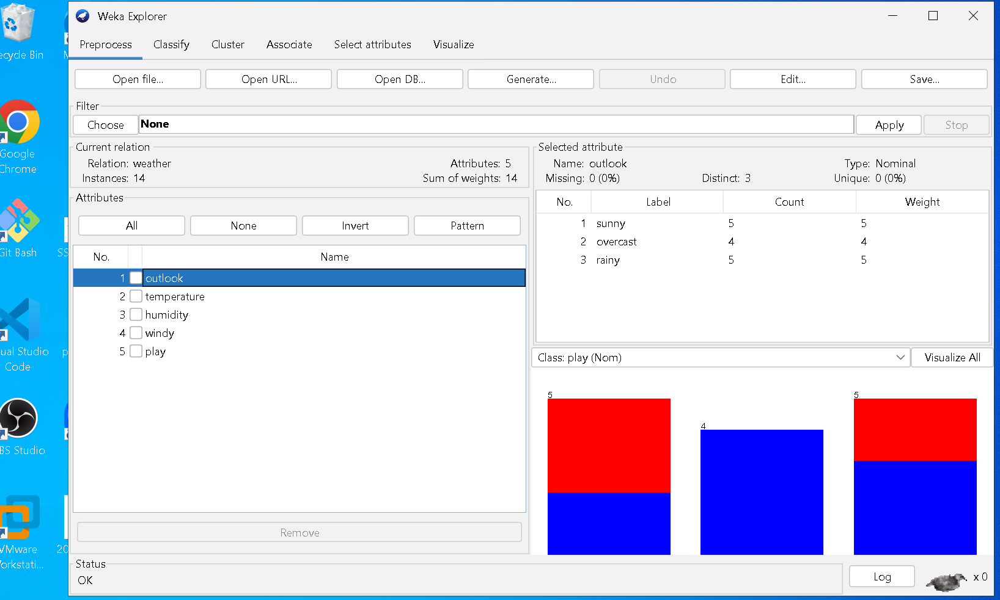 Weka Explorer
Preprocess Classify Cluster Associate Select attributes Visualize
Open file... Open URL... Open DB... Generate... Undo Edit... Save...
Filter
Choose None Apply Stop
Current relation
Relation: weather Attributes: 5
Instances: 14 Sum of weights: 14
Attributes
All None Invert Pattern
No. Name
1 outlook
2 temperature
3 humidity
4 windy
5 play
Remove
Selected attribute
Name: outlook Type: Nominal
Missing: 0 (0%) Distinct: 3 Unique: 0 (0%)
No. Label Count Weight
1 sunny 5 5
2 overcast 4 4
3 rainy 5 5
Class: play (Nom) Visualize All
5
4
5
Status
OK
Log x 0
ecycle Bin
Google
Chrome
Git Bash
SS
ual Studio
Code
BS Studio
VMware
orkstati...
20